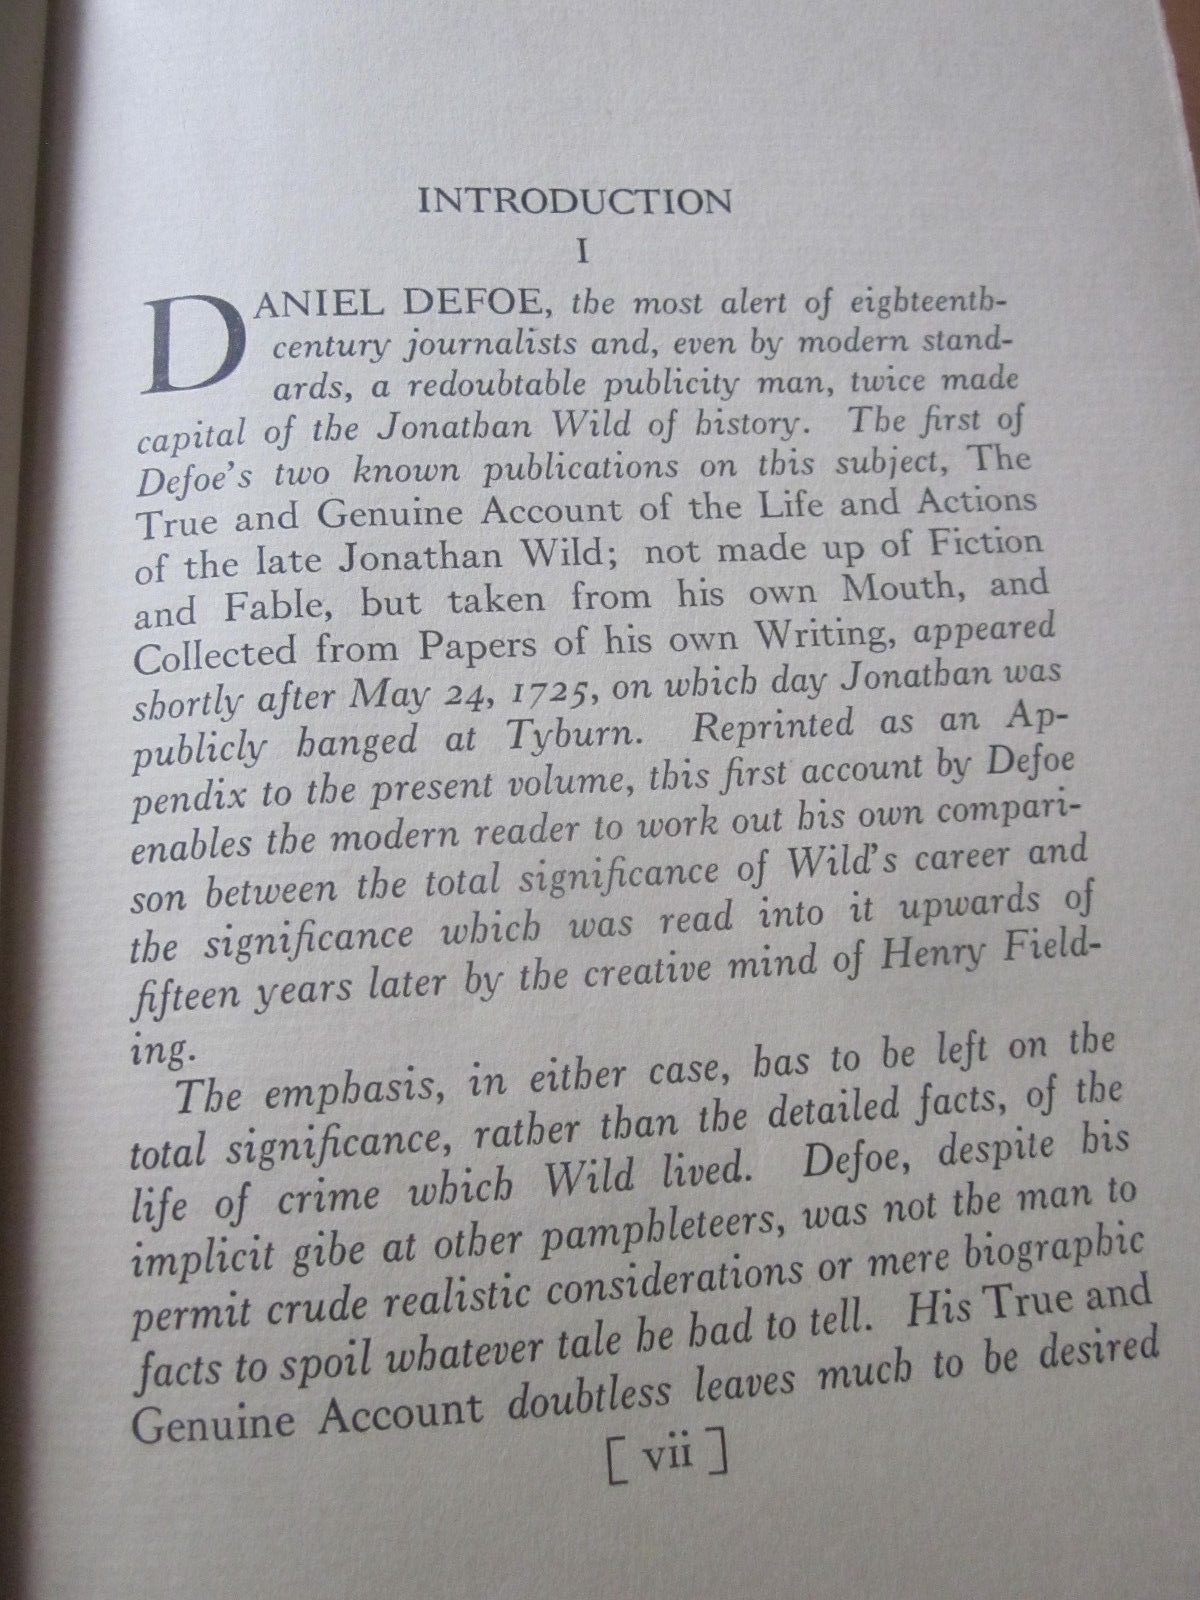 INTRODUCTION
I
DANIEL DEFOE, the most alert of eighteenth-
century journalists and, even by modern stand-
ards, a redoubtable publicity man, twice made
capital of the Jonathan Wild of history. The first of
Defoe's two known publications on this subject, The
True and Genuine Account of the Life and Actions
of the late Jonathan Wild; not made up of Fiction
and Fable, but taken from his own Mouth, and
Collected from Papers of his own Writing, appeared
shortly after May 24, 1725, on which day Jonathan was
publicly hanged at Tyburn. Reprinted as an Ap-
pendix to the present volume, this first account by Defoe
enables the modern reader to work out his own compari-
son between the total significance of Wild's career and
the significance which was read into it upwards of
fifteen years later by the creative mind of Henry Field-
ing.
The emphasis, in either case, has to be left on the
total significance, rather than the detailed facts, of the
life of crime which Wild lived. Defoe, despite his
implicit gibe at other pamphleteers, was not the man to
permit crude realistic considerations or mere biographic
facts to spoil whatever tale he had to tell. His True and
Genuine Account doubtless leaves much to be desired
[ vii ]